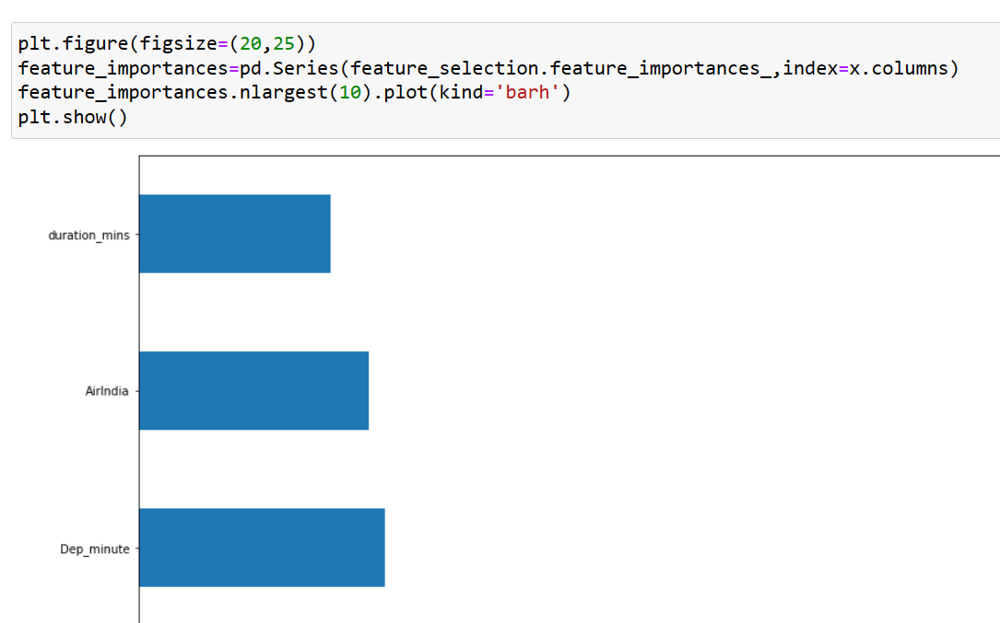 plt.figure(figsize=(20,25))
feature_importances=pd.Series(feature_selection.feature_importances_,index=x.columns)
feature_importances.nlargest(10).plot(kind='barh')
plt.show()
duration_mins
AirIndia
Dep_minute